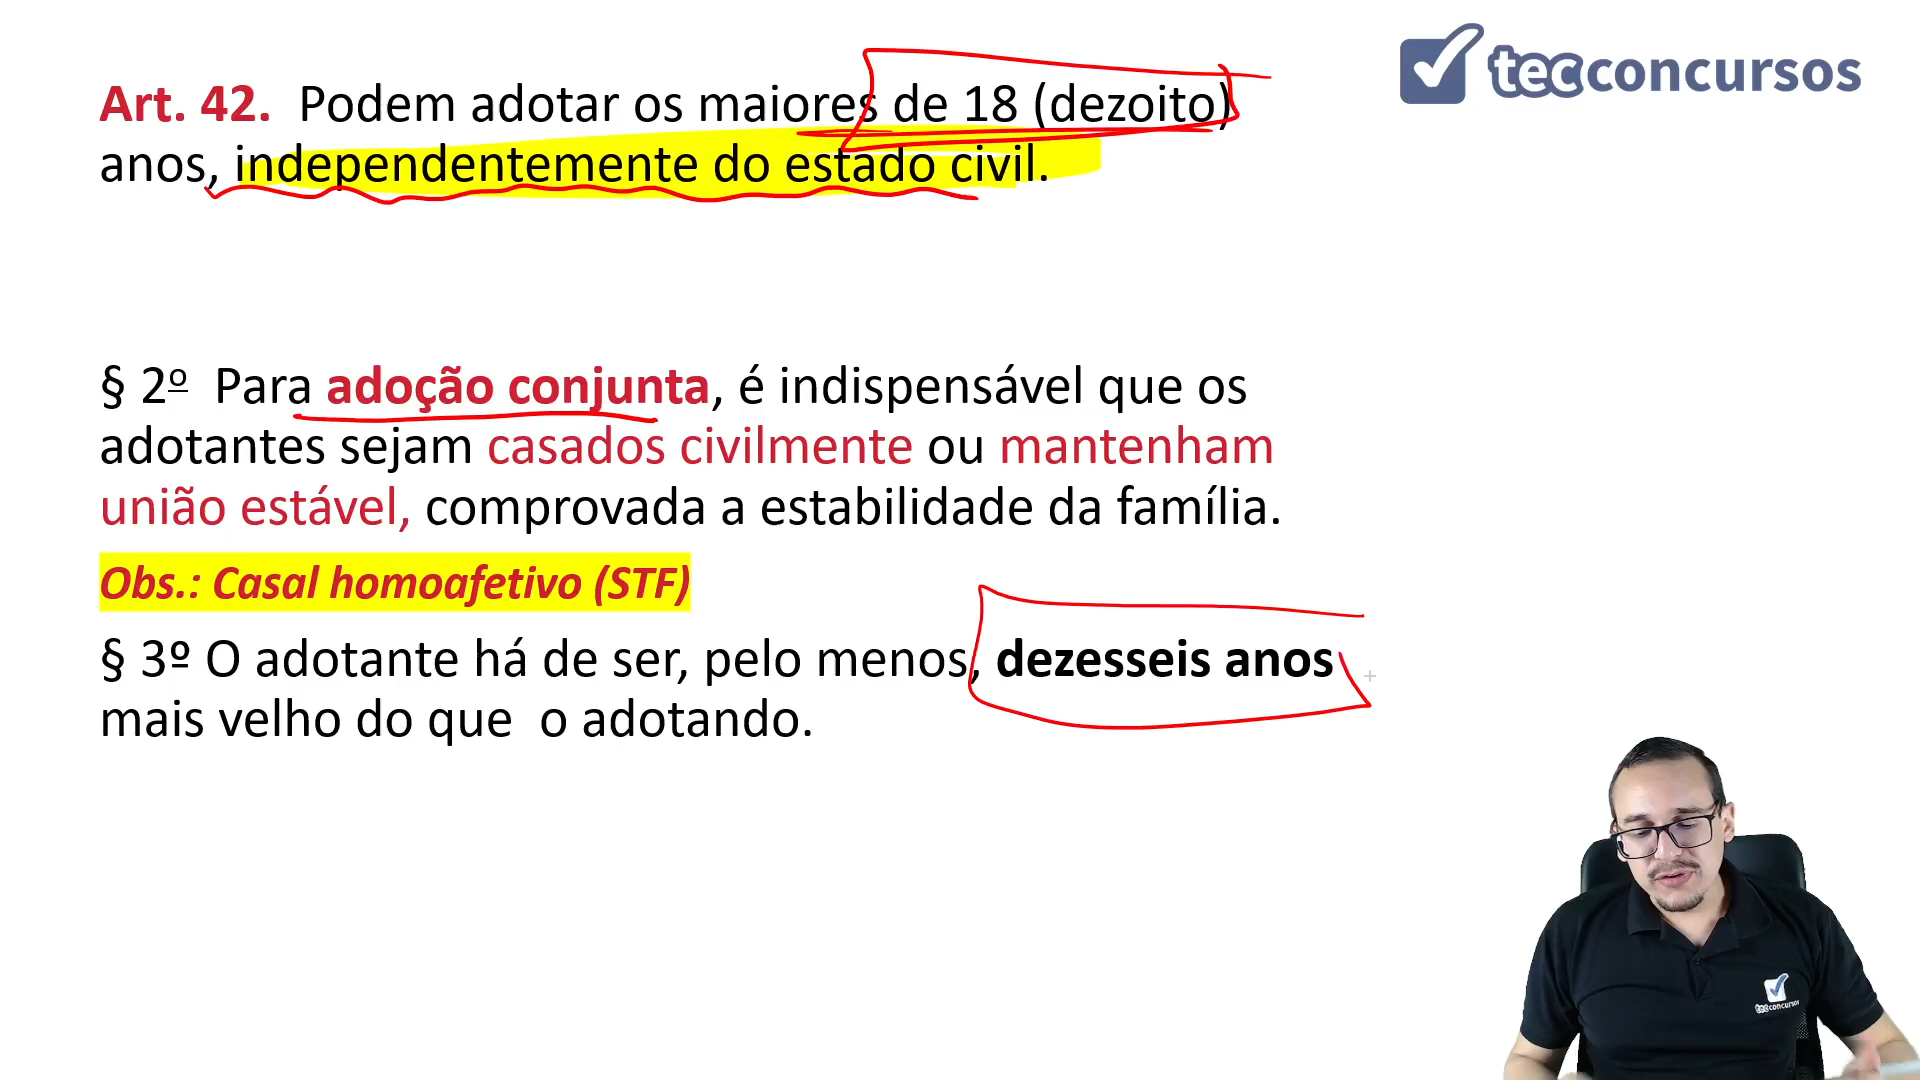 tecconcursos
Art. 42.  Podem adotar os maiores de 18 (dezoito)
anos, independentemente do estado civil.
§ 2º  Para adoção conjunta, é indispensável que os
adotantes sejam casados civilmente ou mantenham
união estável, comprovada a estabilidade da família.
Obs.: Casal homoafetivo (STF)
§ 3º O adotante há de ser, pelo menos, dezesseis anos
mais velho do que  o adotando.
tecconcursos